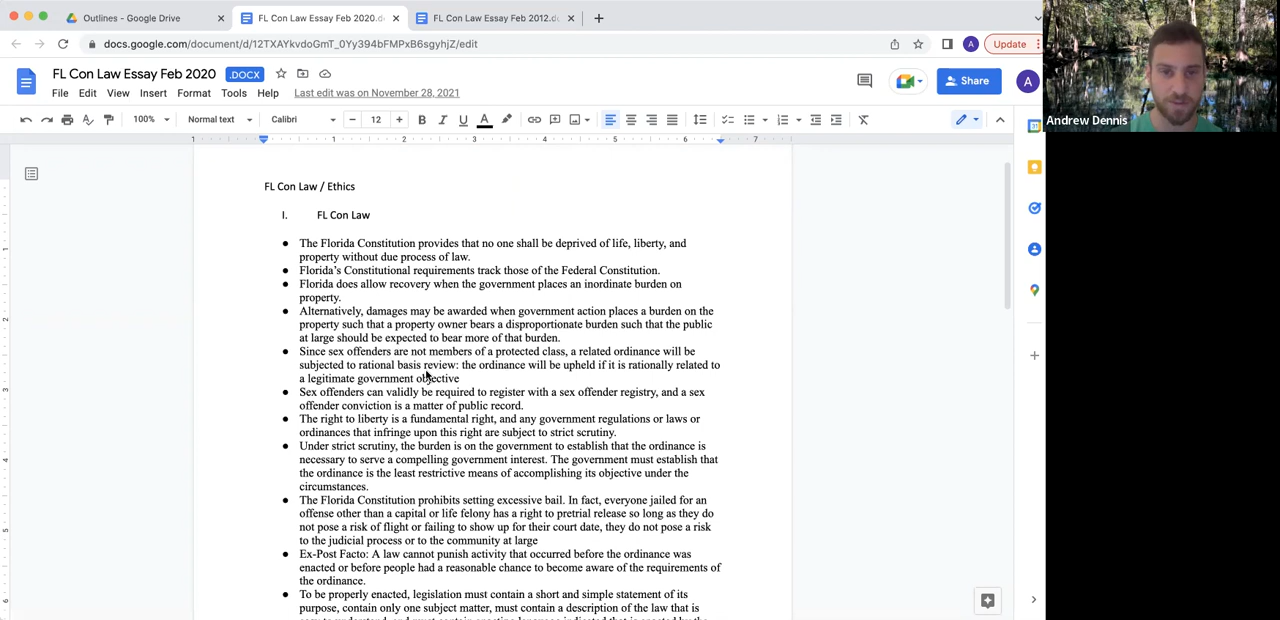 Outlines - Google Drive
FL Con Law Essay Feb 2020.d
FL Con Law Essay Feb 2012.d
docs.google.com/document/d/12TXAYkvdoGmT_0Yy394bFMPxB6sgyhjZ/edit
A
Update
FL Con Law Essay Feb 2020 .DOCX
File Edit View Insert Format Tools Help Last edit was on November 28, 2021
Share
A
100% Normal text Calibri 12 B I U A
1 1 2 3 4 5 6 7
Andrew Dennis
FL Con Law / Ethics
I. FL Con Law
● The Florida Constitution provides that no one shall be deprived of life, liberty, and
property without due process of law.
● Florida's Constitutional requirements track those of the Federal Constitution.
● Florida does allow recovery when the government places an inordinate burden on
property.
● Alternatively, damages may be awarded when government action places a burden on the
property such that a property owner bears a disproportionate burden such that the public
at large should be expected to bear more of that burden.
● Since sex offenders are not members of a protected class, a related ordinance will be
subjected to rational basis review: the ordinance will be upheld if it is rationally related to
a legitimate government objective
● Sex offenders can validly be required to register with a sex offender registry, and a sex
offender conviction is a matter of public record.
● The right to liberty is a fundamental right, and any government regulations or laws or
ordinances that infringe upon this right are subject to strict scrutiny.
● Under strict scrutiny, the burden is on the government to establish that the ordinance is
necessary to serve a compelling government interest. The government must establish that
the ordinance is the least restrictive means of accomplishing its objective under the
circumstances.
● The Florida Constitution prohibits setting excessive bail. In fact, everyone jailed for an
offense other than a capital or life felony has a right to pretrial release so long as they do
not pose a risk of flight or failing to show up for their court date, they do not pose a risk
to the judicial process or to the community at large
● Ex-Post Facto: A law cannot punish activity that occurred before the ordinance was
enacted or before people had a reasonable chance to become aware of the requirements of
the ordinance.
● To be properly enacted, legislation must contain a short and simple statement of its
purpose, contain only one subject matter, must contain a description of the law that is